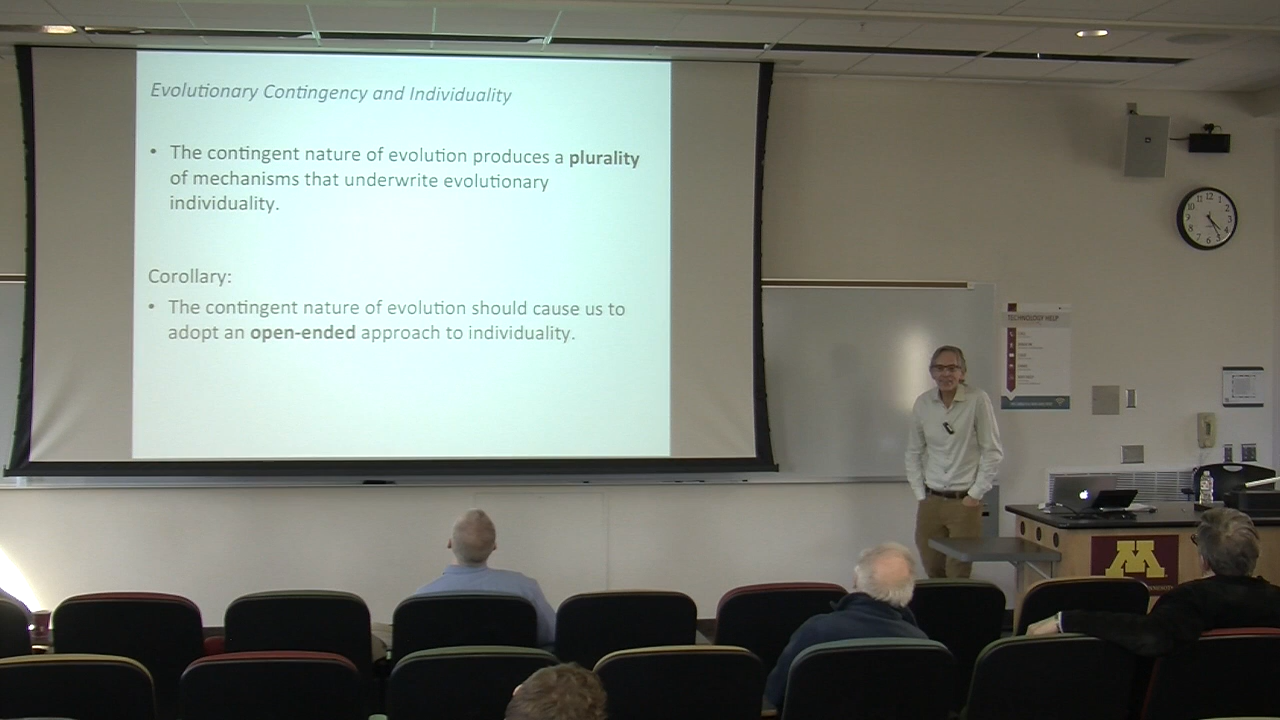 Evolutionary Contingency and Individuality
• The contingent nature of evolution produces a plurality
of mechanisms that underwrite evolutionary
individuality.
Corollary:
• The contingent nature of evolution should cause us to
adopt an open-ended approach to individuality.
TECHNOLOGY HELP
M